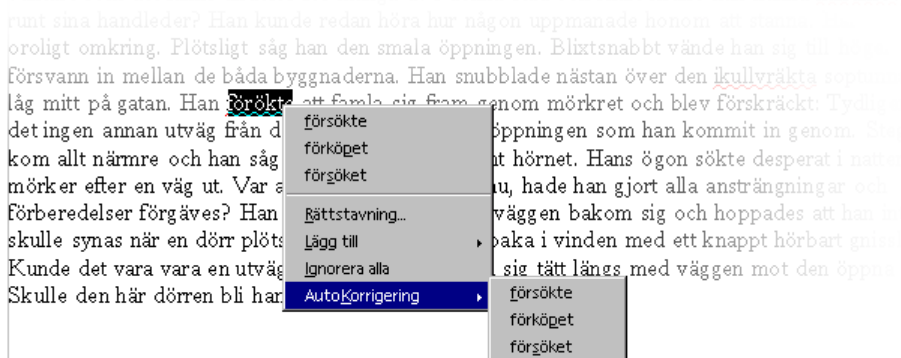 runt sina handleder? Han kunde redan höra hur någon uppmanade honom att
oroligt omkring. Plötsligt såg han den smala öppningen. Blixtsnabbt vände han sig
försvann in mellan de båda byggnaderna. Han snubblade nästan över den ikullvräkta
låg mitt på gatan. Han förökte att famla sig fram genom mörkret och blev förskräckt:
det ingen annan utväg från d öppningen som han kommit in genom.
kom allt närmre och han såg nt hörnet. Hans ögon sökte desperat i
mörker efter en väg ut. Var a nu, hade han gjort alla ansträngningar och
förberedelser förgäves? Han väggen bakom sig och hoppades att han
skulle synas när en dörr plöts baka i vinden med ett knappt hörbart
Kunde det vara vara en utväg sig tätt längs med väggen mot den
Skulle den här dörren bli han
försökte
förköpet
försöket
Rättstavning...
Lägg till
Ignorera alla
AutoKorrigering
försökte
förköpet
försöket